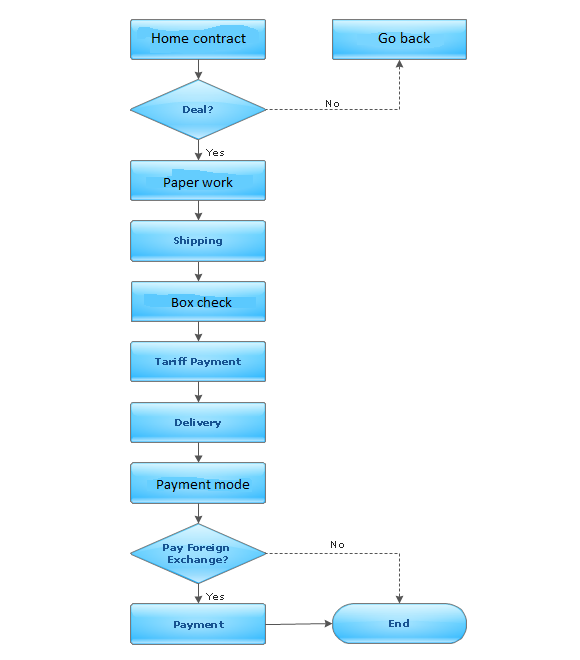 Home contract
Go back
Deal?
No
Yes
Paper work
Shipping
Box check
Tariff Payment
Delivery
Payment mode
Pay Foreign
Exchange?
No
Yes
Payment
End